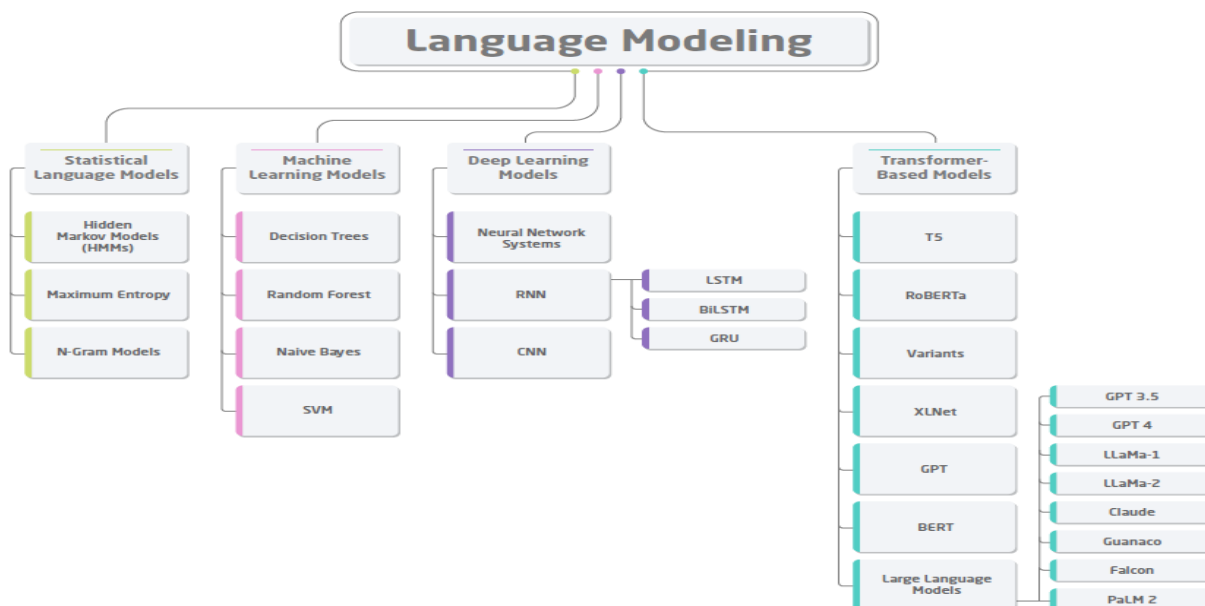 Language Modeling
Statistical
Language Models
Hidden
Markov Models
(HMMs)
Maximum Entropy
N-Gram Models
Machine
Learning Models
Decision Trees
Random Forest
Naive Bayes
SVM
Deep Learning
Models
Neural Network
Systems
RNN
LSTM
BiLSTM
GRU
CNN
Transformer-
Based Models
T5
RoBERTa
Variants
XLNet
GPT
BERT
Large Language
Models
GPT 3.5
GPT 4
LLaMa-1
LLaMa-2
Claude
Guanaco
Falcon
PaLM 2